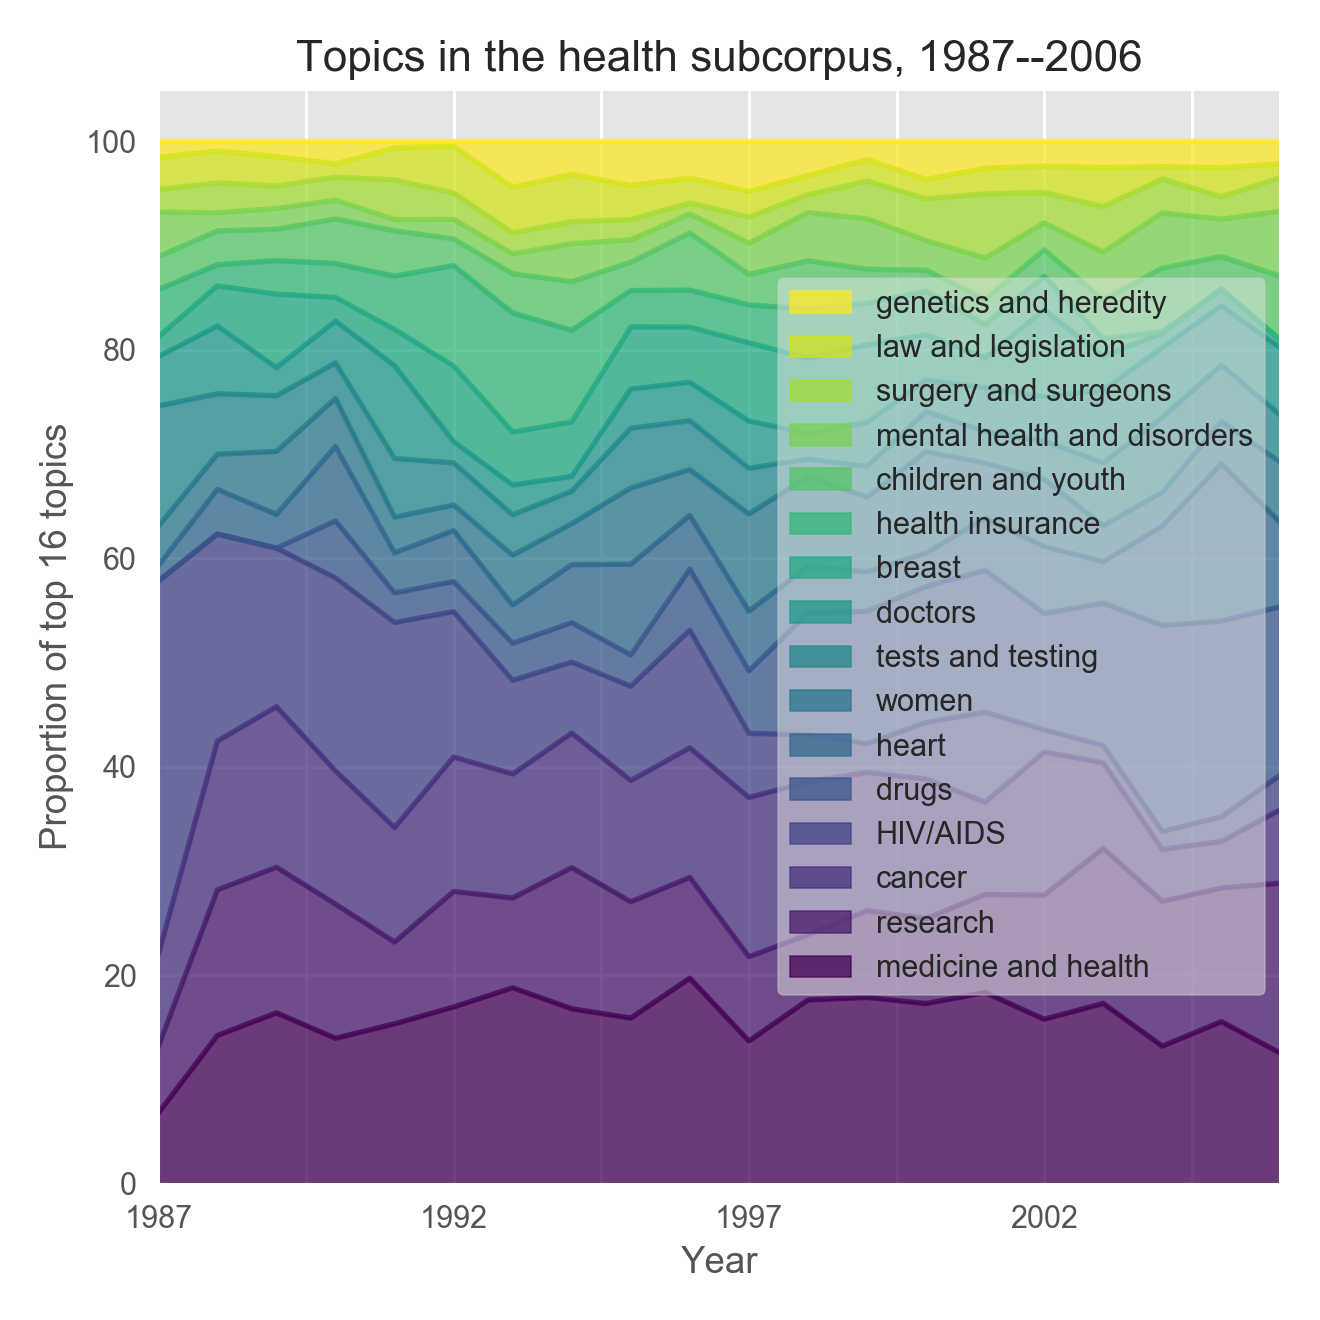 Topics in the health subcorpus, 1987--2006
100
80
60
40
20
0
Proportion of top 16 topics
genetics and heredity
law and legislation
surgery and surgeons
mental health and disorders
children and youth
health insurance
breast
doctors
tests and testing
women
heart
drugs
HIV/AIDS
cancer
research
medicine and health
1987 1992 1997 2002
Year